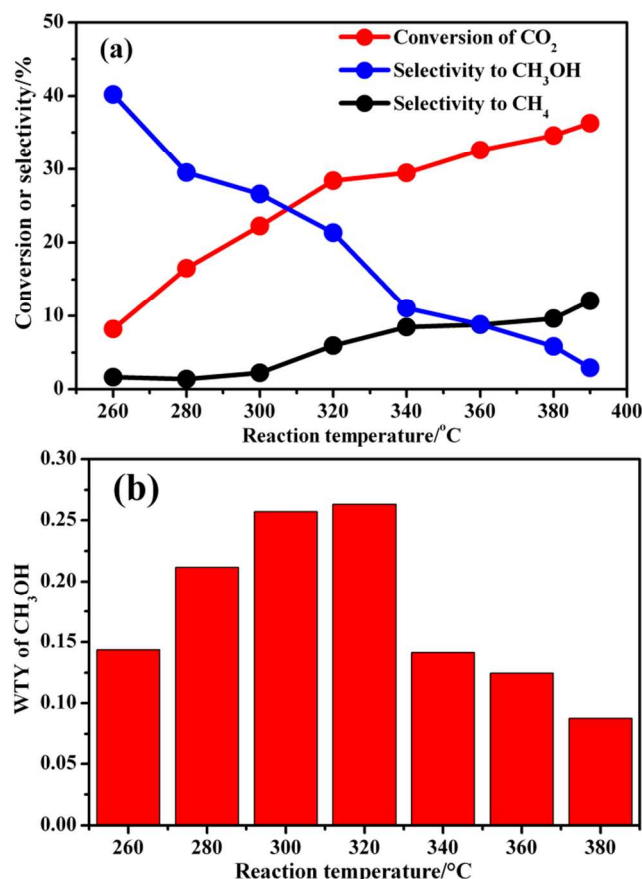 50
40
30
20
10
0
Conversion or selectivity/%
(a)
Conversion of CO₂
Selectivity to CH₃OH
Selectivity to CH₄
260 280 300 320 340 360 380 400
Reaction temperature/°C
0.30
0.25
0.20
0.15
0.10
0.05
0.00
WTY of CH₃OH
(b)
260 280 300 320 340 360 380
Reaction temperature/°C